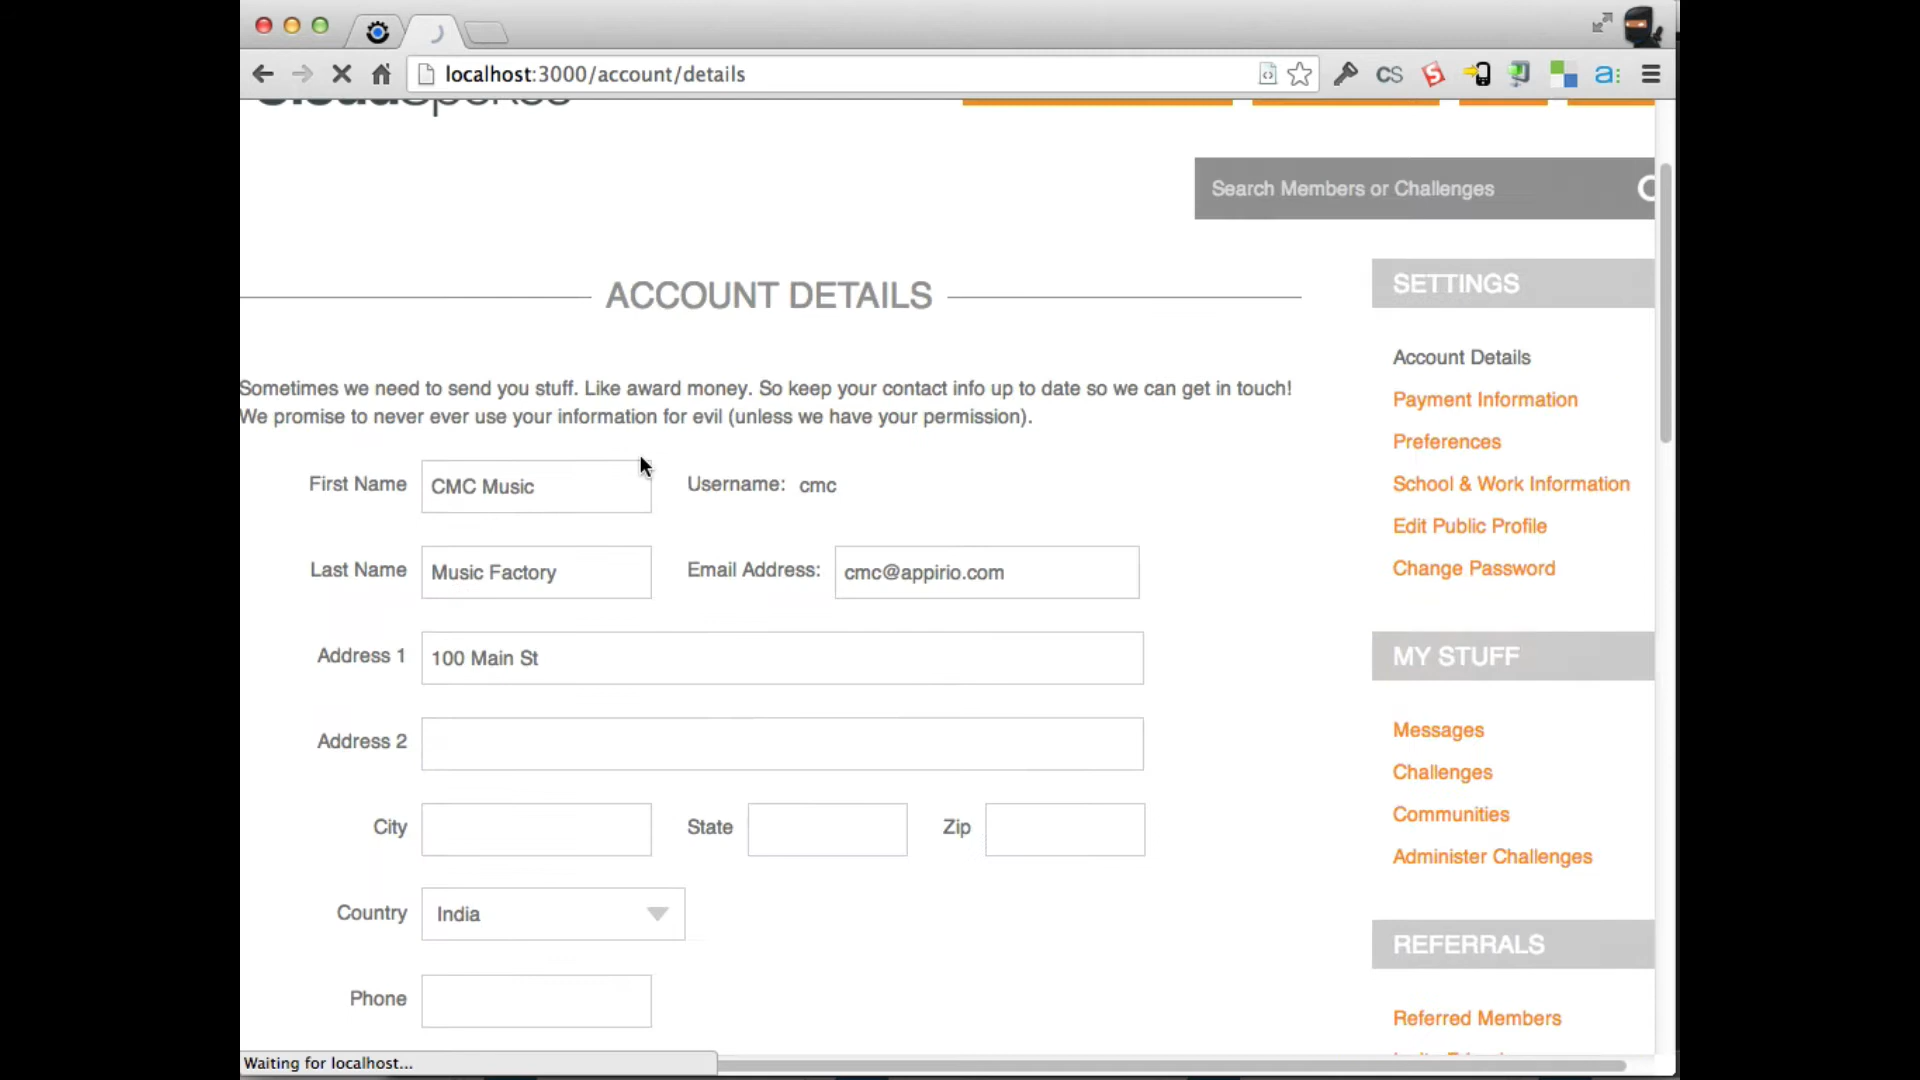 localhost:3000/account/details
CS
Search Members or Challenges
ACCOUNT DETAILS
Sometimes we need to send you stuff. Like award money. So keep your contact info up to date so we can get in touch!
We promise to never ever use your information for evil (unless we have your permission).
First Name CMC Music Username: cmc
Last Name Music Factory Email Address: cmc@appirio.com
Address 1 100 Main St
Address 2
City State Zip
Country India
Phone
SETTINGS
Account Details
Payment Information
Preferences
School & Work Information
Edit Public Profile
Change Password
MY STUFF
Messages
Challenges
Communities
Administer Challenges
REFERRALS
Referred Members
Waiting for localhost...